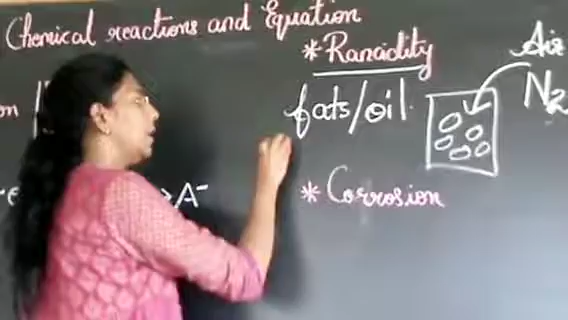 Chemical reactions and Equation
* Rancidity
Air
fats/oil.
N2
* Corrosion
→ A-